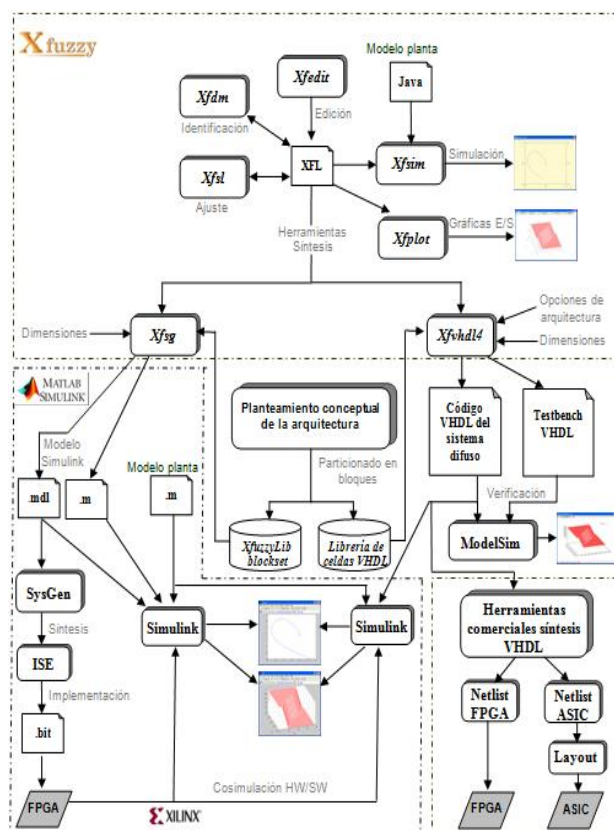 Xfuzzy
Modelo planta
Xfedit
Java
Xfdm
Identificación
Edición
XFL
Xfsim
Simulación
Xfsl
Ajuste
Herramientas
Síntesis
Xfplot
Gráficas E/S
Opciones de
arquitectura
Dimensiones
Xfsg
Xfvhdl4
Dimensiones
MATLAB
SIMULINK
Planteamiento conceptual
de la arquitectura
Código
VHDL del
sistema
difuso
Testbench
VHDL
Modelo
Simulink
Modelo planta
Particionado en
bloques
.mdl
.m
.m
Verificación
XfuzzyLib
blockset
Librería de
celdas VHDL
ModelSim
SysGen
Síntesis
Simulink
Simulink
Herramientas
comerciales síntesis
VHDL
ISE
Implementación
Netlist
FPGA
Netlist
ASIC
.bit
Layout
Cosimulación HW/SW
FPGA
XILINX
FPGA
ASIC